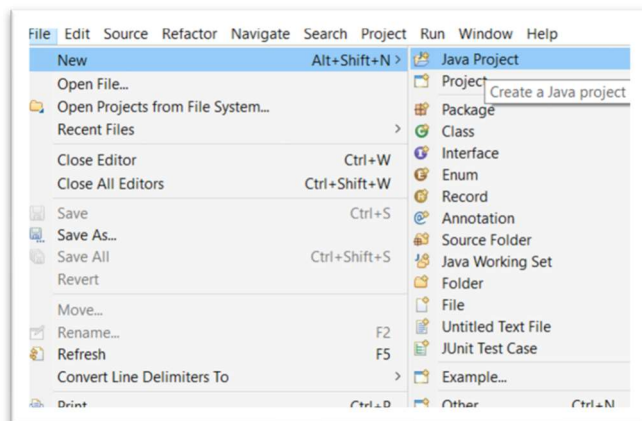 File Edit Source Refactor Navigate Search Project Run Window Help
New Alt+Shift+N >
Open File...
Open Projects from File System...
Recent Files >
Close Editor Ctrl+W
Close All Editors Ctrl+Shift+W
Save Ctrl+S
Save As...
Save All Ctrl+Shift+S
Revert
Move...
Rename... F2
Refresh F5
Convert Line Delimiters To >
Print Ctrl+P
Java Project
Project
Create a Java project
Package
Class
Interface
Enum
Record
Annotation
Source Folder
Java Working Set
Folder
File
Untitled Text File
JUnit Test Case
Example...
Other Ctrl+N